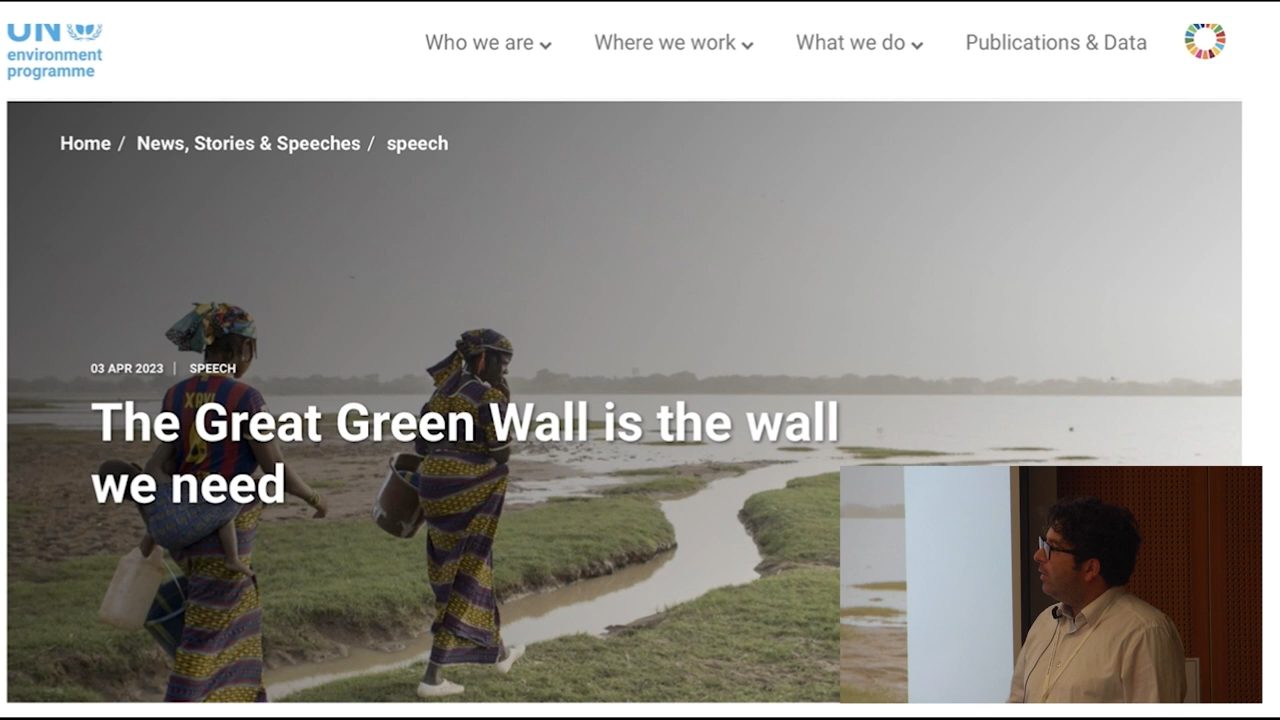 UN
environment
programme
Who we are
Where we work
What we do
Publications & Data
Home / News, Stories & Speeches / speech
03 APR 2023 | SPEECH
The Great Green Wall is the wall
we need